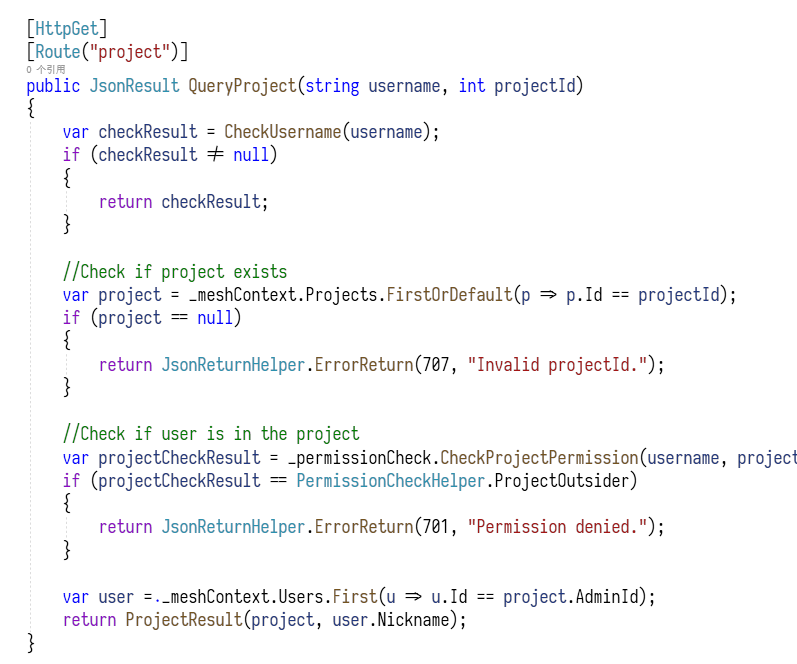 [HttpGet]
[Route("project")]
0 个引用
public JsonResult QueryProject(string username, int projectId)
{
    var checkResult = CheckUsername(username);
    if (checkResult != null)
    {
        return checkResult;
    }

    //Check if project exists
    var project = _meshContext.Projects.FirstOrDefault(p => p.Id == projectId);
    if (project == null)
    {
        return JsonReturnHelper.ErrorReturn(707, "Invalid projectId.");
    }

    //Check if user is in the project
    var projectCheckResult = _permissionCheck.CheckProjectPermission(username, project
    if (projectCheckResult == PermissionCheckHelper.ProjectOutsider)
    {
        return JsonReturnHelper.ErrorReturn(701, "Permission denied.");
    }

    var user =._meshContext.Users.First(u => u.Id == project.AdminId);
    return ProjectResult(project, user.Nickname);
}